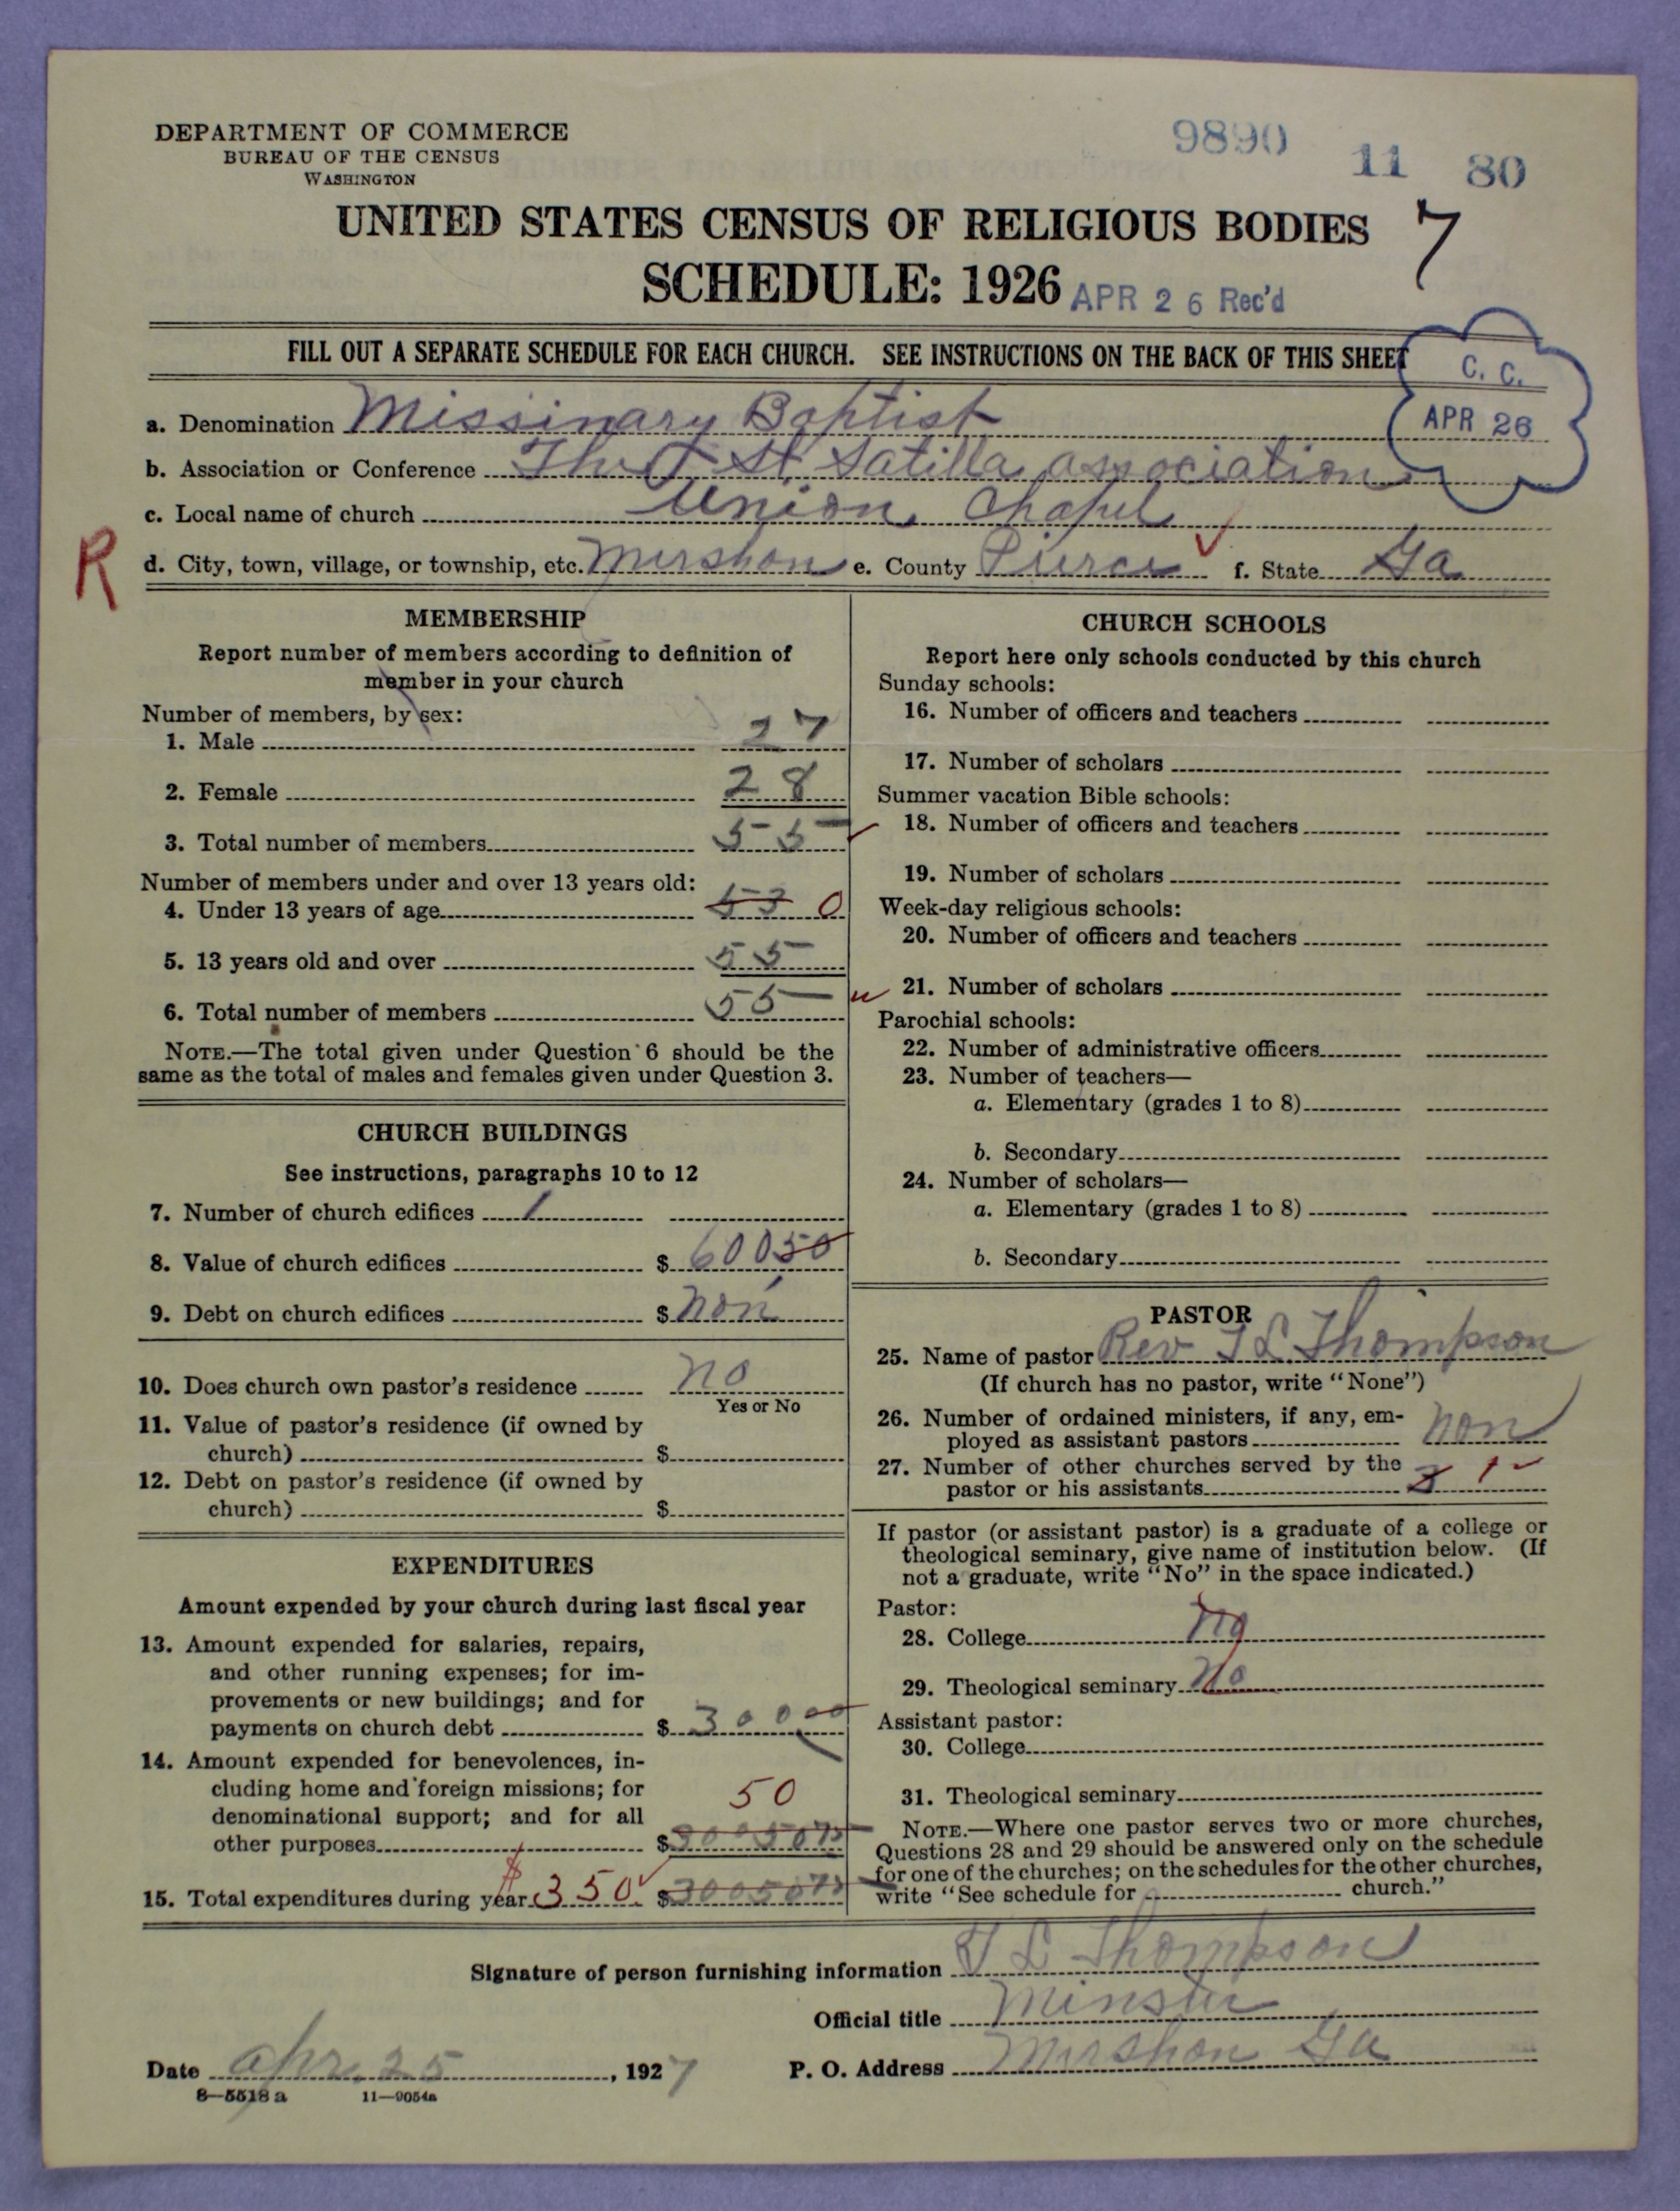 DEPARTMENT OF COMMERCE
BUREAU OF THE CENSUS
WASHINGTON
9890 11 80
UNITED STATES CENSUS OF RELIGIOUS BODIES 7
SCHEDULE: 1926 APR 26 Rec'd
FILL OUT A SEPARATE SCHEDULE FOR EACH CHURCH. SEE INSTRUCTIONS ON THE BACK OF THIS SHEET
C. C.
APR 26
a. Denomination Missinary Baptist
b. Association or Conference St Satilla association
c. Local name of church Union Chapel
R
d. City, town, village, or township, etc. Mershon e. County Pierce f. State Ga
MEMBERSHIP
Report number of members according to definition of
member in your church
Number of members, by sex:
1. Male 27
2. Female 28
3. Total number of members 55
Number of members under and over 13 years old:
4. Under 13 years of age 53 0
5. 13 years old and over 55
6. Total number of members 55
NOTE.—The total given under Question 6 should be the
same as the total of males and females given under Question 3.
CHURCH BUILDINGS
See instructions, paragraphs 10 to 12
7. Number of church edifices 1
8. Value of church edifices $ 60050
9. Debt on church edifices $ non
10. Does church own pastor's residence no
Yes or No
11. Value of pastor's residence (if owned by
church) $
12. Debt on pastor's residence (if owned by
church) $
EXPENDITURES
Amount expended by your church during last fiscal year
13. Amount expended for salaries, repairs,
and other running expenses; for im-
provements or new buildings; and for
payments on church debt $ 30000
14. Amount expended for benevolences, in-
cluding home and foreign missions; for
denominational support; and for all 50
other purposes $
15. Total expenditures during year $350 $
CHURCH SCHOOLS
Report here only schools conducted by this church
Sunday schools:
16. Number of officers and teachers
17. Number of scholars
Summer vacation Bible schools:
18. Number of officers and teachers
19. Number of scholars
Week-day religious schools:
20. Number of officers and teachers
21. Number of scholars
Parochial schools:
22. Number of administrative officers
23. Number of teachers—
a. Elementary (grades 1 to 8)
b. Secondary
24. Number of scholars—
a. Elementary (grades 1 to 8)
b. Secondary
PASTOR
25. Name of pastor Rev T L Thompson
(If church has no pastor, write "None")
26. Number of ordained ministers, if any, em-
ployed as assistant pastors non
27. Number of other churches served by the
pastor or his assistants 1
If pastor (or assistant pastor) is a graduate of a college or
theological seminary, give name of institution below. (If
not a graduate, write "No" in the space indicated.)
Pastor:
28. College no
29. Theological seminary No
Assistant pastor:
30. College
31. Theological seminary
NOTE.—Where one pastor serves two or more churches,
Questions 28 and 29 should be answered only on the schedule
for one of the churches; on the schedules for the other churches,
write "See schedule for church."
Signature of person furnishing information T L Thompson
Official title Minster
Date Apr. 25, 1927 P. O. Address Mershon Ga
8—5518 a 11—9054a